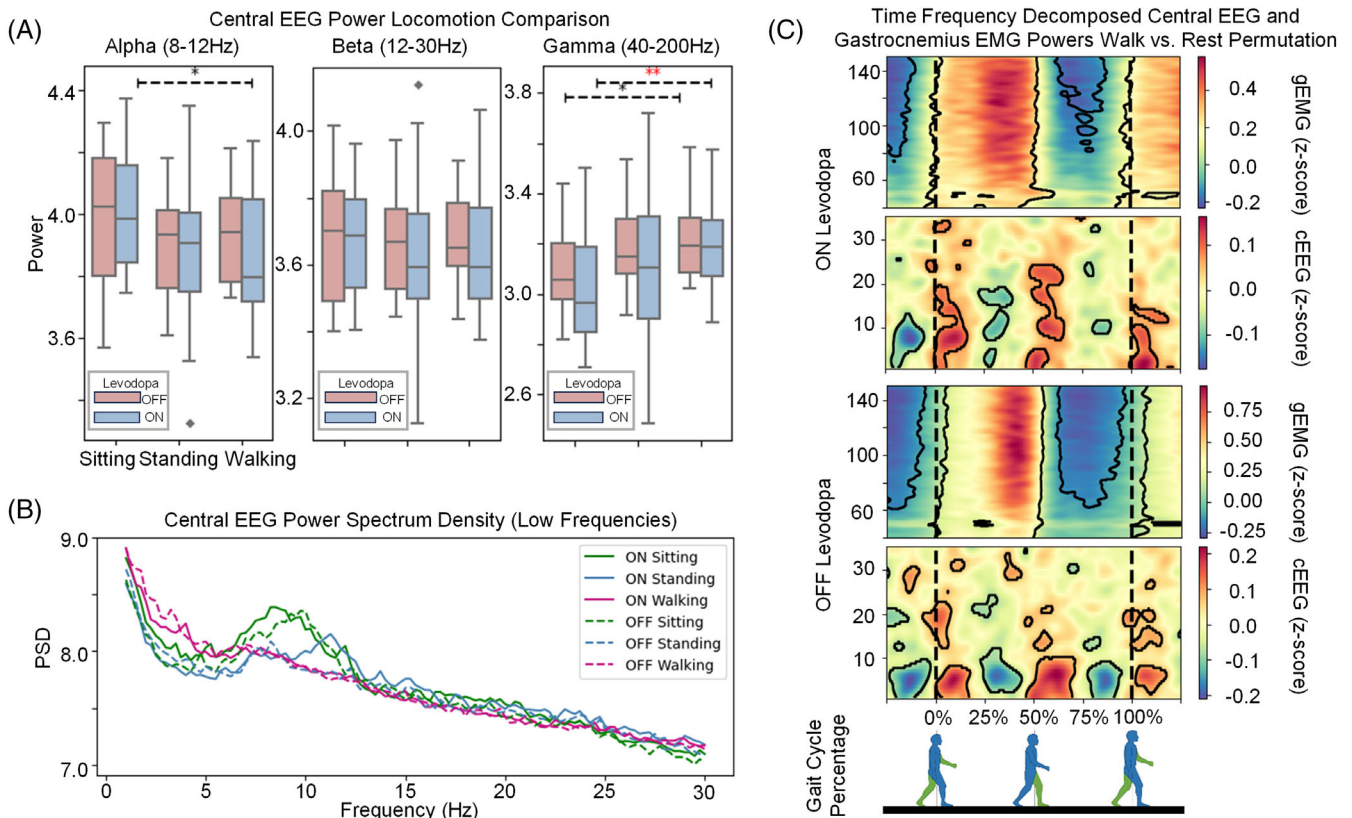 (A)
Central EEG Power Locomotion Comparison
Alpha (8-12Hz)
Beta (12-30Hz)
Gamma (40-200Hz)
Power
4.4
4.0
3.6
*
Levodopa
OFF
ON
Sitting Standing Walking
4.0
3.6
3.2
Levodopa
OFF
ON
3.8
3.4
3.0
2.6
**
*
Levodopa
OFF
ON
(B)
Central EEG Power Spectrum Density (Low Frequencies)
PSD
9.0
8.0
7.0
ON Sitting
ON Standing
ON Walking
OFF Sitting
OFF Standing
OFF Walking
0 5 10 15 20 25 30
Frequency (Hz)
(C)
Time Frequency Decomposed Central EEG and
Gastrocnemius EMG Powers Walk vs. Rest Permutation
ON Levodopa
140
100
60
0.4
0.2
0.0
-0.2
gEMG (z-score)
30
20
10
0.1
0.0
-0.1
cEEG (z-score)
OFF Levodopa
140
100
60
0.75
0.50
0.25
0.00
-0.25
gEMG (z-score)
30
20
10
0.2
0.1
0.0
-0.1
-0.2
cEEG (z-score)
0% 25% 50% 75% 100%
Gait Cycle
Percentage